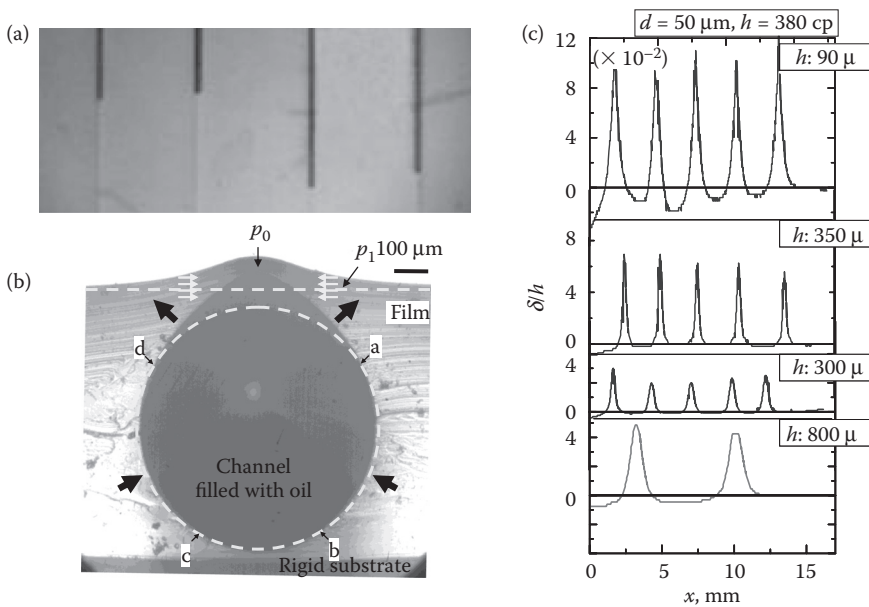 (a)
(b)
p0
p1 100 μm
Film
d
a
Channel
filled with oil
c
b
Rigid substrate
(c)
d = 50 μm, h = 380 cp
12
(× 10−2)
h: 90 μ
8
4
0
8
h: 350 μ
4
0
δ/h
4
h: 300 μ
0
h: 800 μ
4
0
0 5 10 15
x, mm